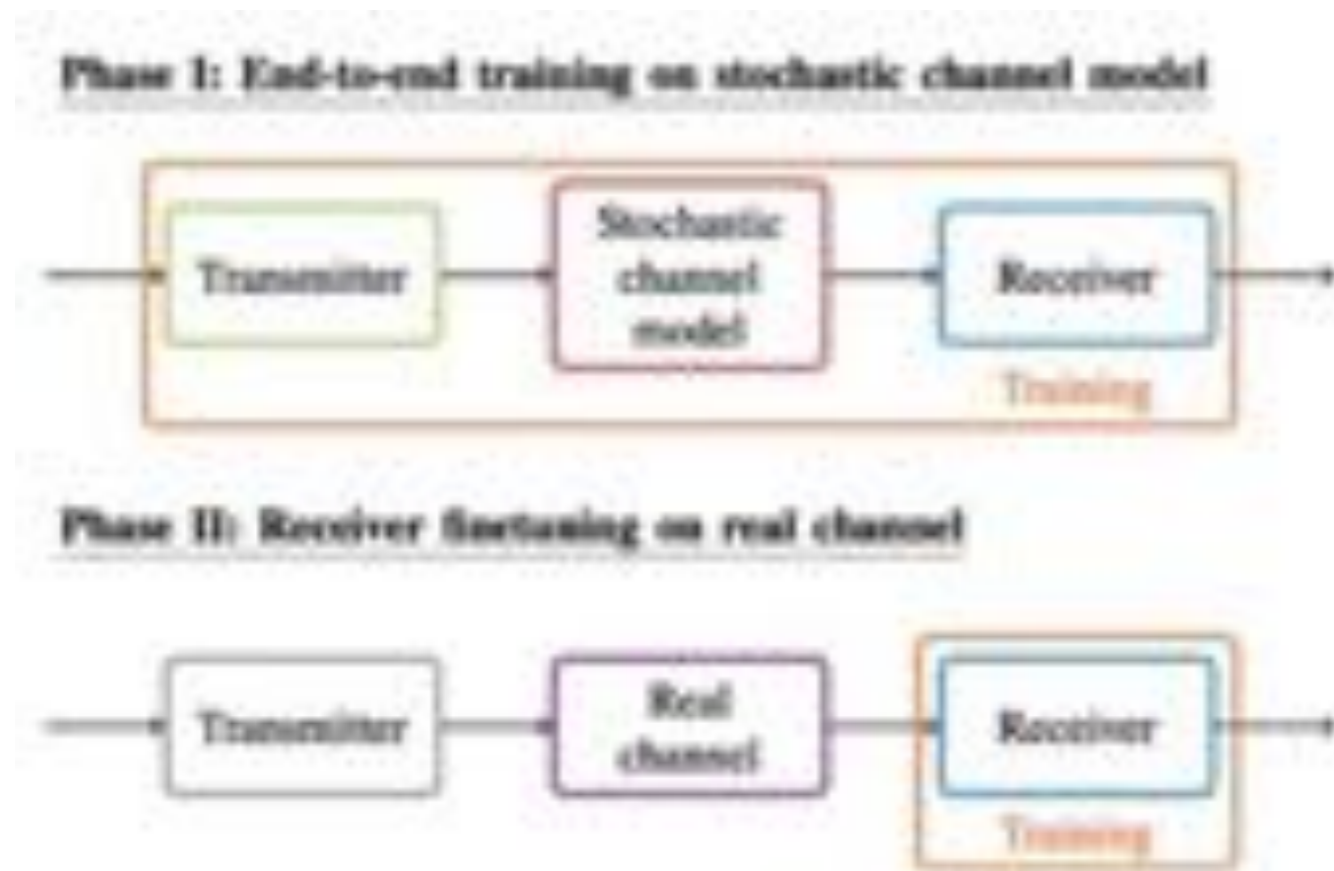 Phase I: End-to-end training on stochastic channel model
Transmitter
Stochastic
channel
model
Receiver
Training
Phase II: Receiver finetuning on real channel
Transmitter
Real
channel
Receiver
Training